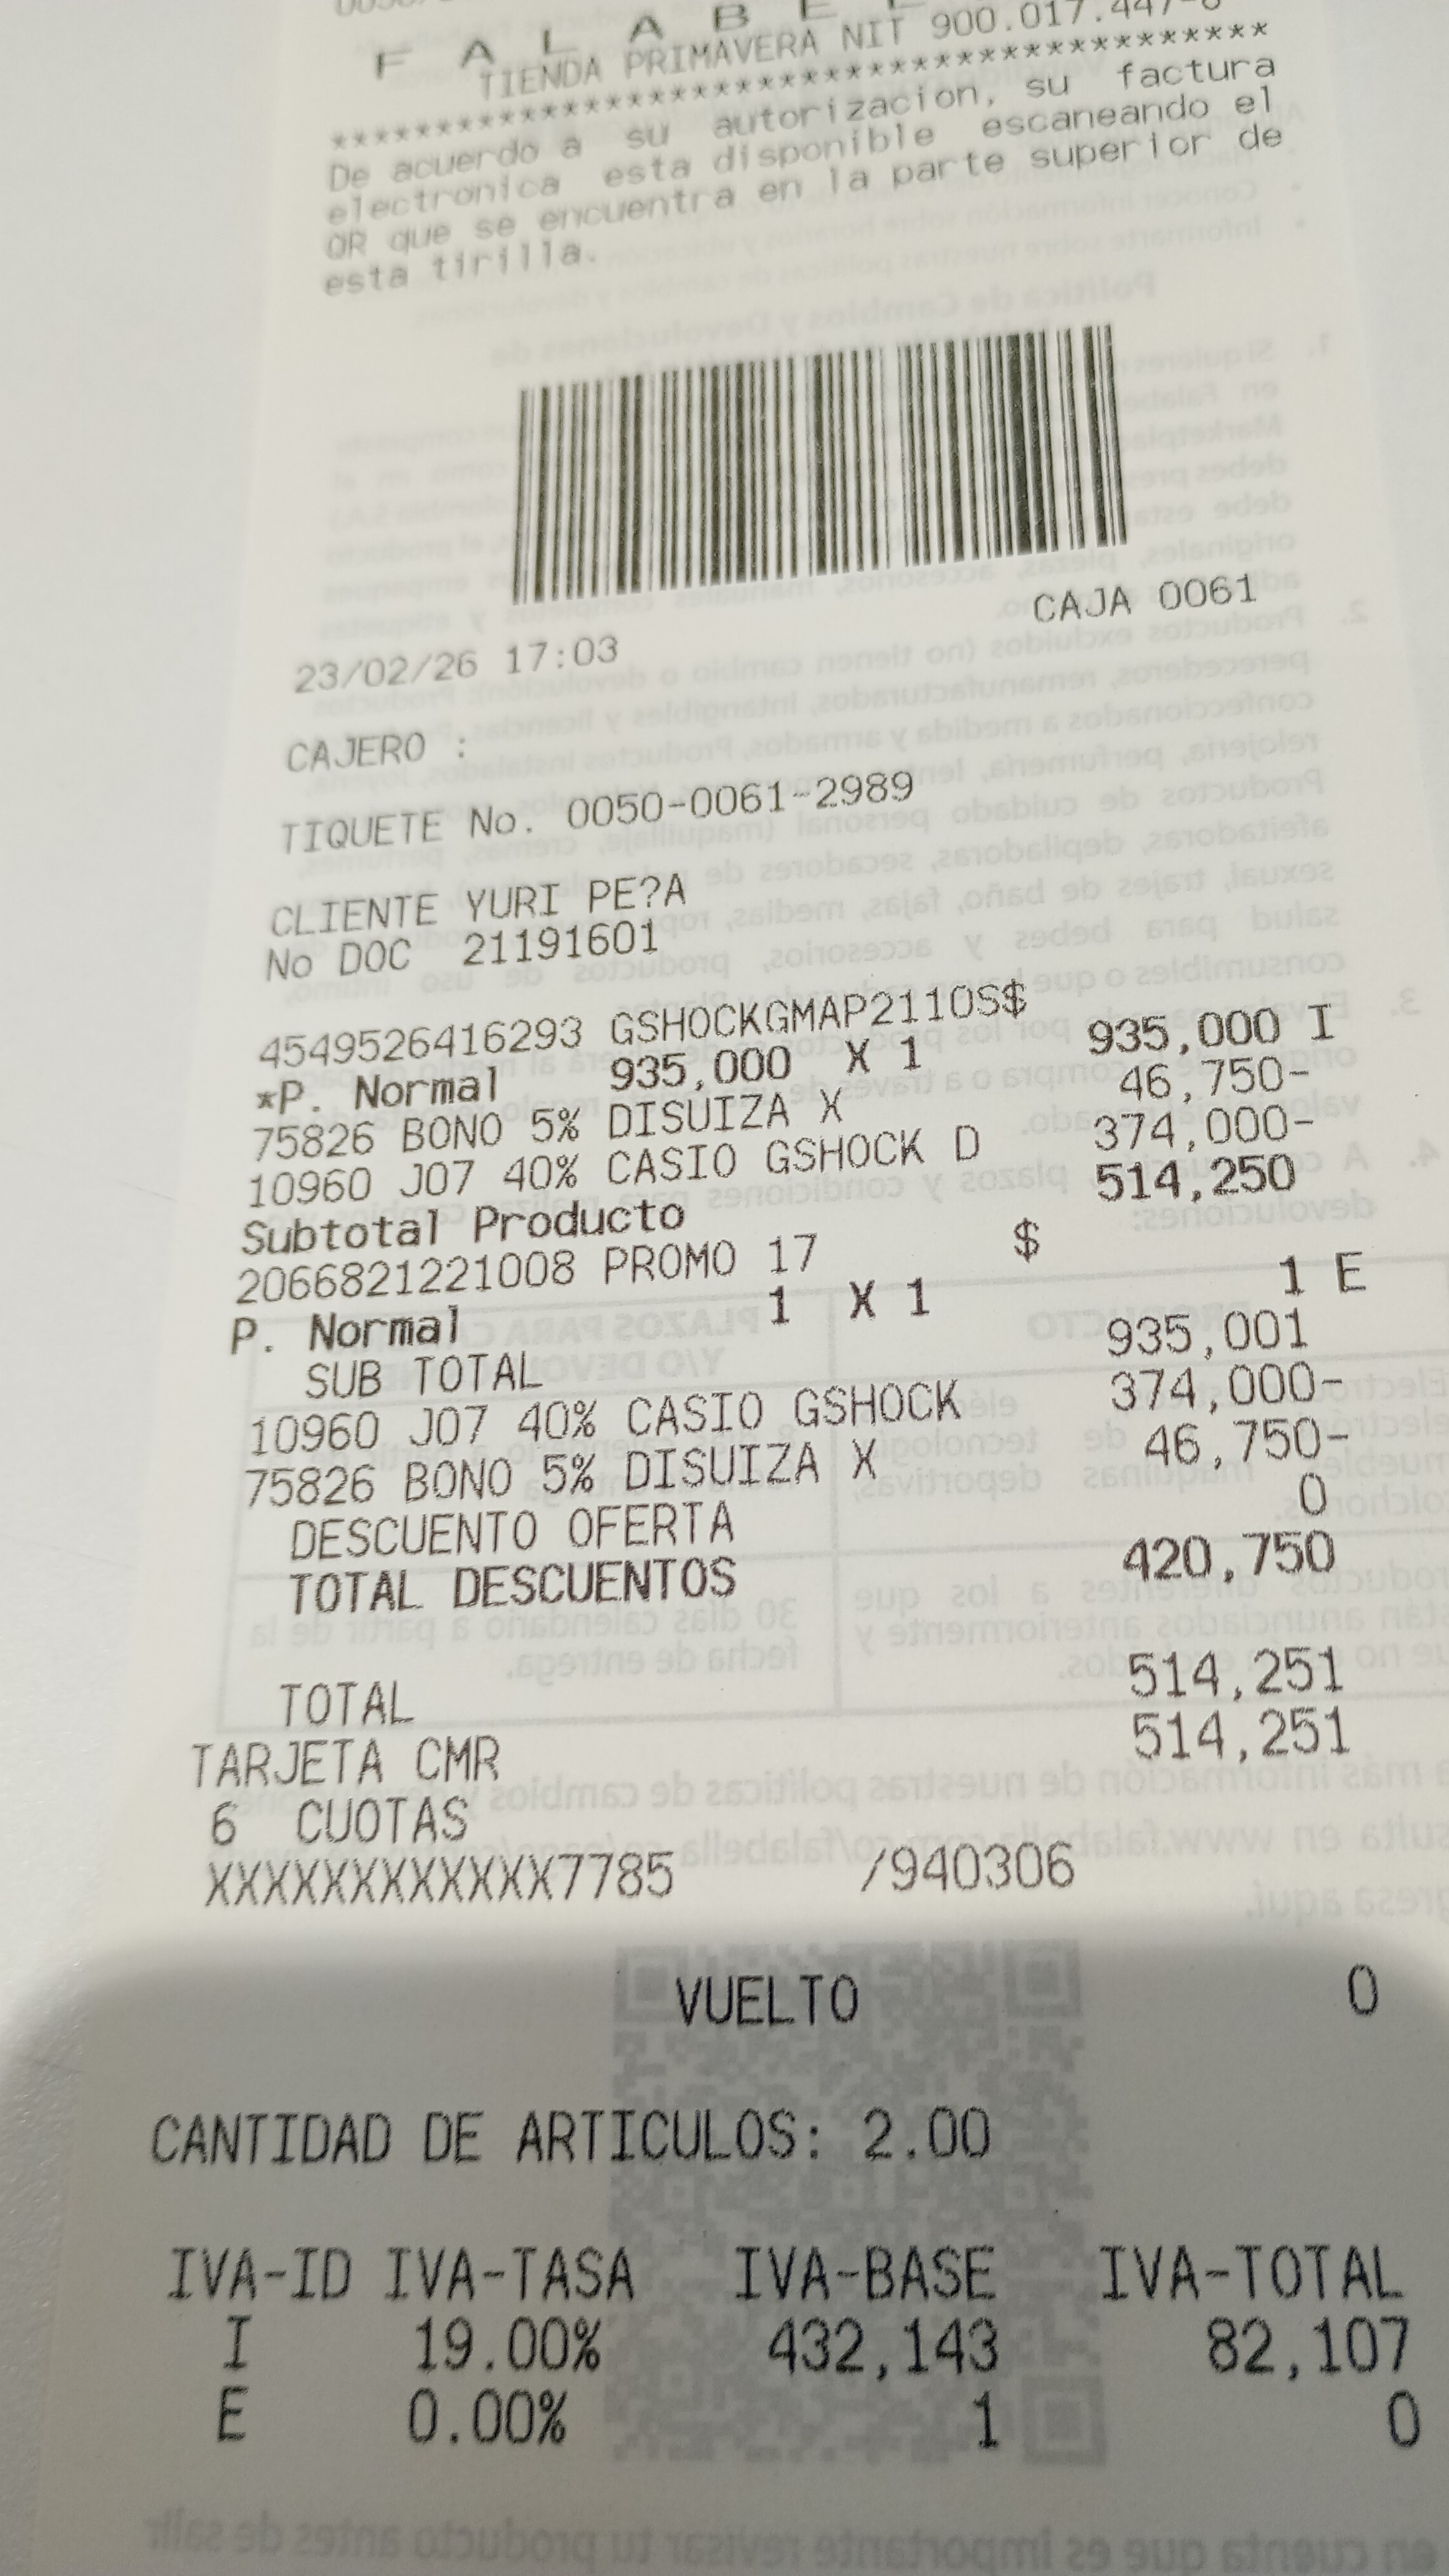 F A L A B E L
TIENDA PRIMAVERA NIT 900.017.447-8
****************************************
De acuerdo a su autorizacion, su factura
electronica esta disponible escaneando el
QR que se encuentra en la parte superior de
esta tirilla.
CAJA 0061
23/02/26 17:03
CAJERO :
TIQUETE No. 0050-0061-2989
CLIENTE YURI PE?A
No DOC 21191601
4549526416293 GSHOCKGMAP2110S$
*P. Normal 935,000 X 1 935,000 I
75826 BONO 5% DISUIZA X 46,750-
10960 J07 40% CASIO GSHOCK D 374,000-
Subtotal Producto 514,250
2066821221008 PROMO 17 $
P. Normal 1 X 1 1 E
SUB TOTAL 935,001
10960 J07 40% CASIO GSHOCK 374,000-
75826 BONO 5% DISUIZA X 46,750-
DESCUENTO OFERTA 0
TOTAL DESCUENTOS 420,750
TOTAL 514,251
TARJETA CMR 514,251
6 CUOTAS
XXXXXXXXXXXX7785 /940306
VUELTO 0
CANTIDAD DE ARTICULOS: 2.00
IVA-ID IVA-TASA IVA-BASE IVA-TOTAL
I 19.00% 432,143 82,107
E 0.00% 1 0